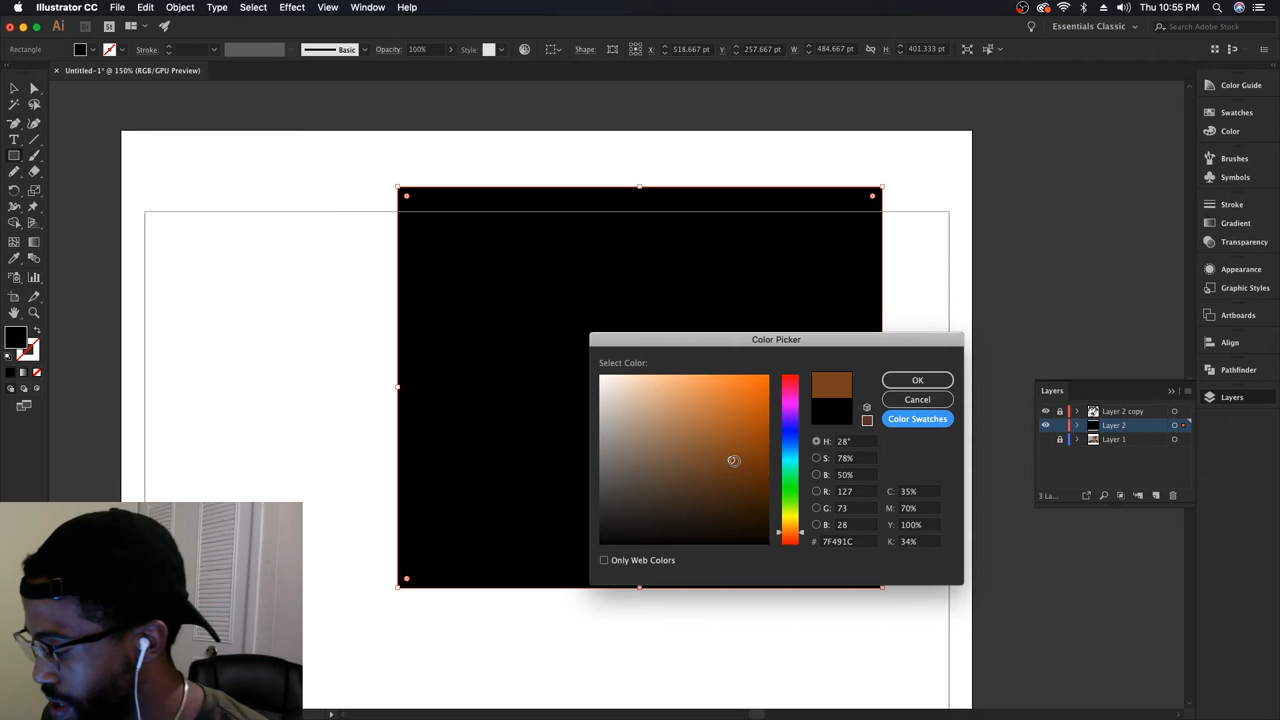 Illustrator CC File Edit Object Type Select Effect View Window Help Thu 10:55 PM
Ai Br St Essentials Classic Search Adobe Stock
Rectangle Stroke: Basic Opacity: 100% Style: Shape: X: 518.667 pt Y: 257.667 pt W: 484.667 pt H: 401.333 pt
× Untitled-1* @ 150% (RGB/GPU Preview)
Color Guide
Swatches
Color
Brushes
Symbols
Stroke
Gradient
Transparency
Appearance
Graphic Styles
Artboards
Align
Pathfinder
Layers
Color Picker
Select Color:
OK
Cancel
Color Swatches
H: 28°
S: 78%
B: 50%
R: 127 C: 35%
G: 73 M: 70%
B: 28 Y: 100%
# 7F491C K: 34%
Only Web Colors
Layers
Layer 2 copy
Layer 2
Layer 1
3 La...